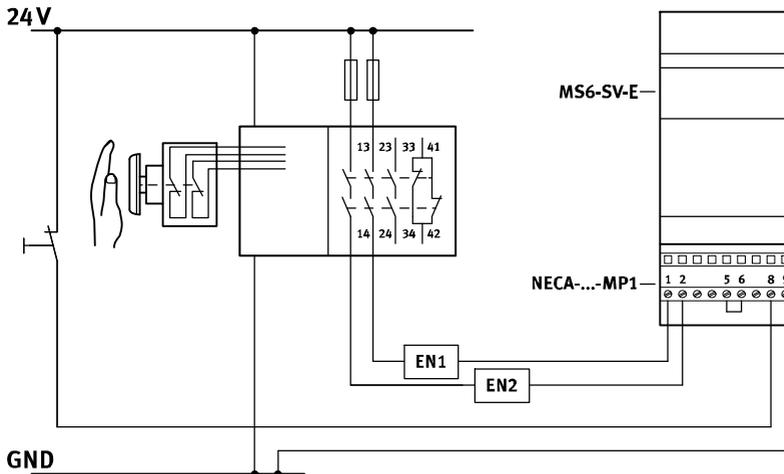 24V
MS6-SV-E
13 23 33 41
14 24 34 42
NECA-...-MP1
1 2 5 6 8
EN1
EN2
GND